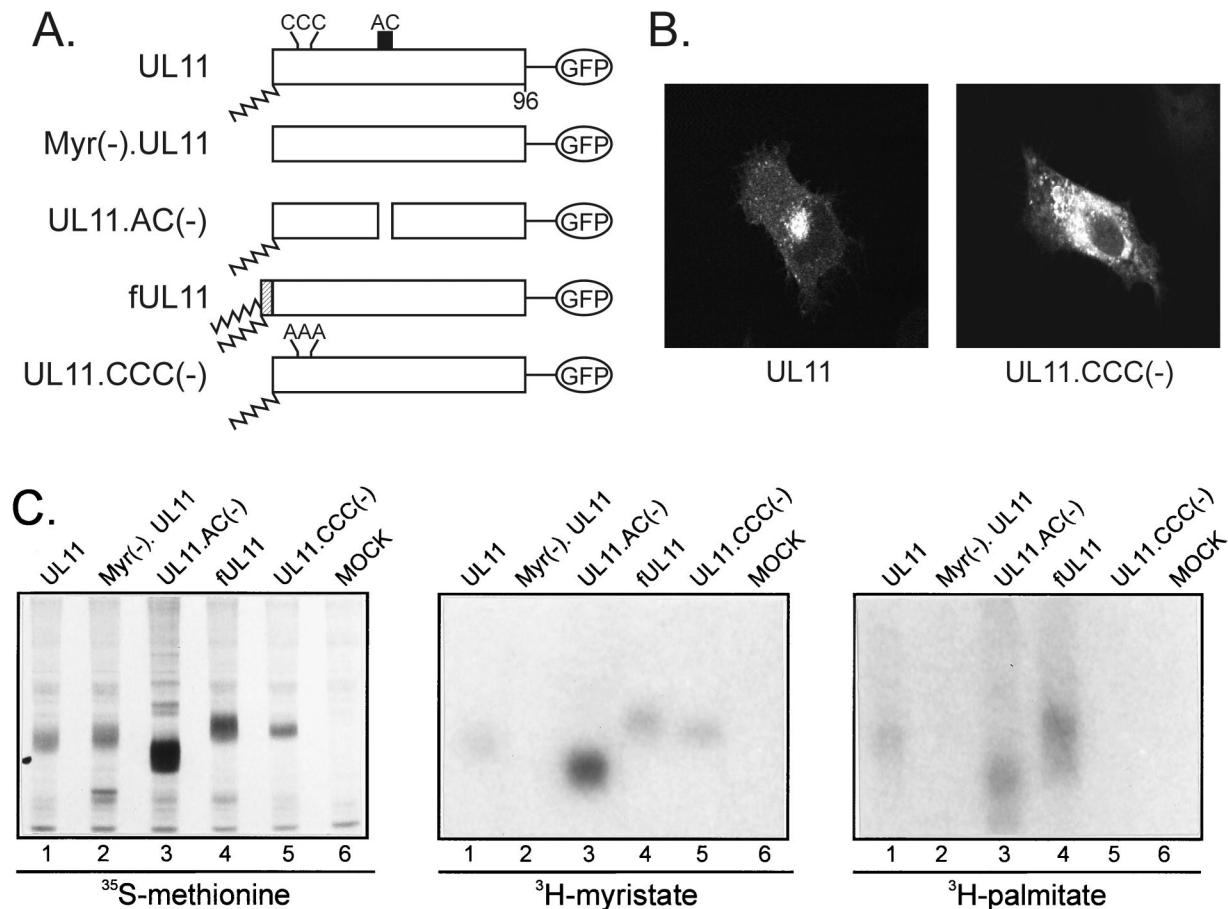 A.
CCC AC
UL11 GFP
96
Myr(-).UL11 GFP
UL11.AC(-) GFP
fUL11 GFP
AAA
UL11.CCC(-) GFP
B.
UL11 UL11.CCC(-)
C.
UL11 Myr(-). UL11 UL11.AC(-) fUL11 UL11.CCC(-) MOCK
1 2 3 4 5 6
³⁵S-methionine
UL11 Myr(-). UL11 UL11.AC(-) fUL11 UL11.CCC(-) MOCK
1 2 3 4 5 6
³H-myristate
UL11 Myr(-). UL11 UL11.AC(-) fUL11 UL11.CCC(-) MOCK
1 2 3 4 5 6
³H-palmitate